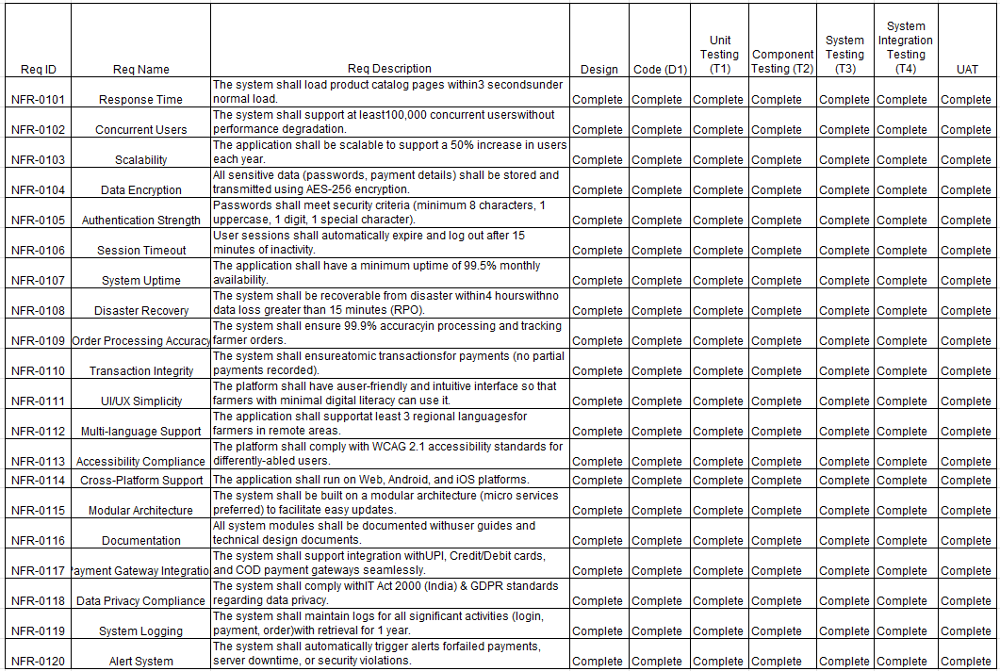 Req ID Req Name Req Description Design Code (D1) Unit Testing (T1) Component Testing (T2) System Testing (T3) System Integration Testing (T4) UAT
NFR-0101 Response Time The system shall load product catalog pages within3 secondsunder
normal load. Complete Complete Complete Complete Complete Complete Complete
NFR-0102 Concurrent Users The system shall support at least100,000 concurrent userswithout
performance degradation. Complete Complete Complete Complete Complete Complete Complete
NFR-0103 Scalability The application shall be scalable to support a 50% increase in users
each year. Complete Complete Complete Complete Complete Complete Complete
NFR-0104 Data Encryption All sensitive data (passwords, payment details) shall be stored and
transmitted using AES-256 encryption. Complete Complete Complete Complete Complete Complete Complete
NFR-0105 Authentication Strength Passwords shall meet security criteria (minimum 8 characters, 1
uppercase, 1 digit, 1 special character). Complete Complete Complete Complete Complete Complete Complete
NFR-0106 Session Timeout User sessions shall automatically expire and log out after 15
minutes of inactivity. Complete Complete Complete Complete Complete Complete Complete
NFR-0107 System Uptime The application shall have a minimum uptime of 99.5% monthly
availability. Complete Complete Complete Complete Complete Complete Complete
NFR-0108 Disaster Recovery The system shall be recoverable from disaster within4 hourswithno
data loss greater than 15 minutes (RPO). Complete Complete Complete Complete Complete Complete Complete
NFR-0109 Order Processing Accuracy The system shall ensure 99.9% accuracyin processing and tracking
farmer orders. Complete Complete Complete Complete Complete Complete Complete
NFR-0110 Transaction Integrity The system shall ensureatomic transactionsfor payments (no partial
payments recorded). Complete Complete Complete Complete Complete Complete Complete
NFR-0111 UI/UX Simplicity The platform shall have auser-friendly and intuitive interface so that
farmers with minimal digital literacy can use it. Complete Complete Complete Complete Complete Complete Complete
NFR-0112 Multi-language Support The application shall supportat least 3 regional languagesfor
farmers in remote areas. Complete Complete Complete Complete Complete Complete Complete
NFR-0113 Accessibility Compliance The platform shall comply with WCAG 2.1 accessibility standards for
differently-abled users. Complete Complete Complete Complete Complete Complete Complete
NFR-0114 Cross-Platform Support The application shall run on Web, Android, and iOS platforms. Complete Complete Complete Complete Complete Complete Complete
NFR-0115 Modular Architecture The system shall be built on a modular architecture (micro services
preferred) to facilitate easy updates. Complete Complete Complete Complete Complete Complete Complete
NFR-0116 Documentation All system modules shall be documented withuser guides and
technical design documents. Complete Complete Complete Complete Complete Complete Complete
NFR-0117 ayment Gateway Integratio The system shall support integration withUPI, Credit/Debit cards,
and COD payment gateways seamlessly. Complete Complete Complete Complete Complete Complete Complete
NFR-0118 Data Privacy Compliance The system shall comply withIT Act 2000 (India) & GDPR standards
regarding data privacy. Complete Complete Complete Complete Complete Complete Complete
NFR-0119 System Logging The system shall maintain logs for all significant activities (login,
payment, order)with retrieval for 1 year. Complete Complete Complete Complete Complete Complete Complete
NFR-0120 Alert System The system shall automatically trigger alerts forfailed payments,
server downtime, or security violations. Complete Complete Complete Complete Complete Complete Complete